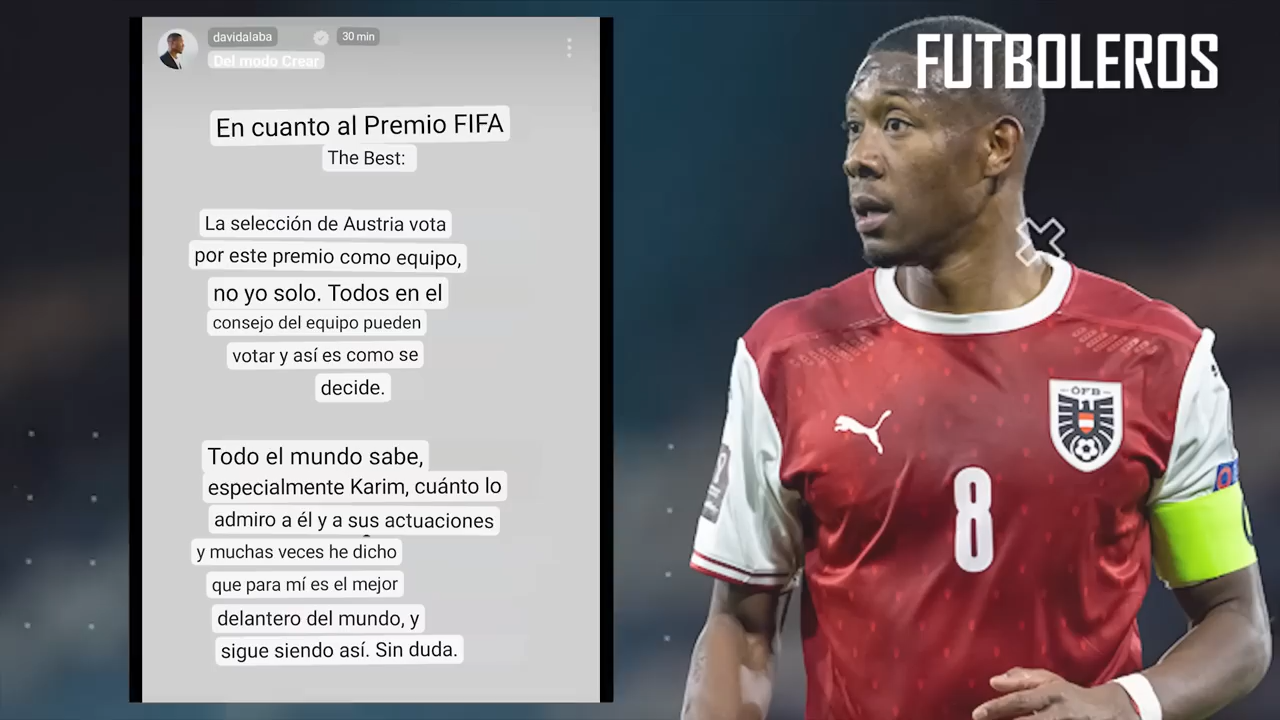 davidalaba 30 min
Del modo Crear
FUTBOLEROS
En cuanto al Premio FIFA
The Best:
La selección de Austria vota
por este premio como equipo,
no yo solo. Todos en el
consejo del equipo pueden
votar y así es como se
decide.
Todo el mundo sabe,
especialmente Karim, cuánto lo
admiro a él y a sus actuaciones
y muchas veces he dicho
que para mí es el mejor
delantero del mundo, y
sigue siendo así. Sin duda.
ÖFB
8